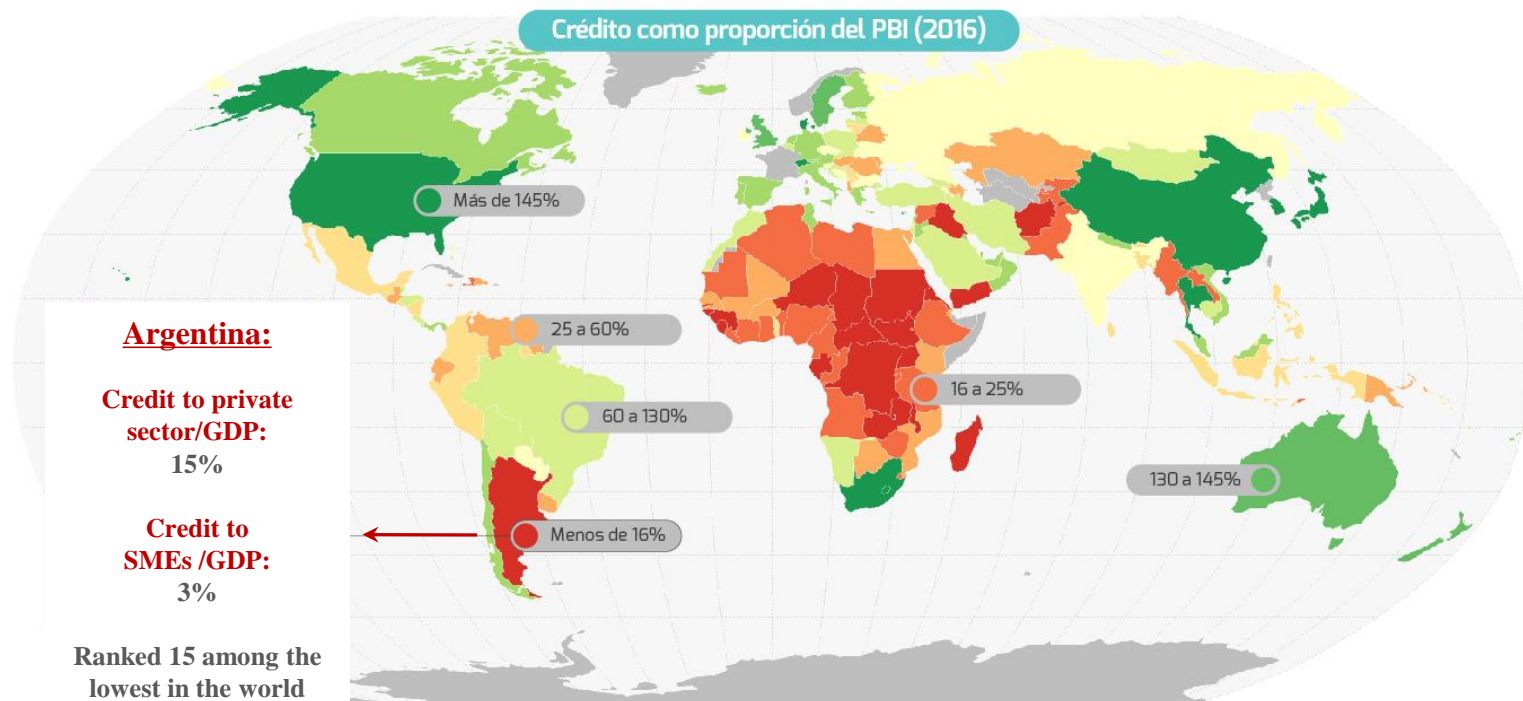 Crédito como proporción del PBI (2016)
Más de 145%
25 a 60%
16 a 25%
60 a 130%
130 a 145%
Menos de 16%
Argentina:
Credit to private
sector/GDP:
15%
Credit to
SMEs /GDP:
3%
Ranked 15 among the
lowest in the world